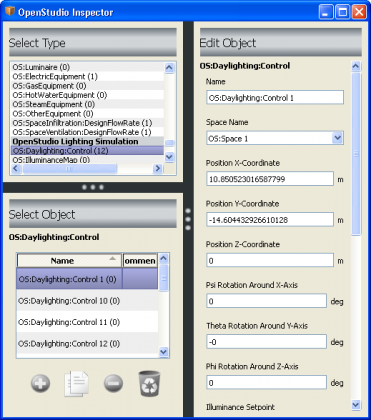 OpenStudio Inspector
Select Type
OS:Luminaire (0)
OS:ElectricEquipment (1)
OS:GasEquipment (0)
OS:HotWaterEquipment (0)
OS:SteamEquipment (0)
OS:OtherEquipment (0)
OS:SpaceInfiltration:DesignFlowRate (1)
OS:SpaceVentilation:DesignFlowRate (1)
OpenStudio Lighting Simulation
OS:Daylighting:Control (12)
OS:IlluminanceMap (0)
Select Object
OS:Daylighting:Control
Name ommen
OS:Daylighting:Control 1 (0)
OS:Daylighting:Control 10 (0)
OS:Daylighting:Control 11 (0)
OS:Daylighting:Control 12 (0)
Edit Object
OS:Daylighting:Control
Name
OS:Daylighting:Control 1
Space Name
OS:Space 1
Position X-Coordinate
10.850523016587799 m
Position Y-Coordinate
-14.604432926610128 m
Position Z-Coordinate
0 m
Psi Rotation Around X-Axis
0 deg
Theta Rotation Around Y-Axis
-0 deg
Phi Rotation Around Z-Axis
0 deg
Illuminance Setpoint